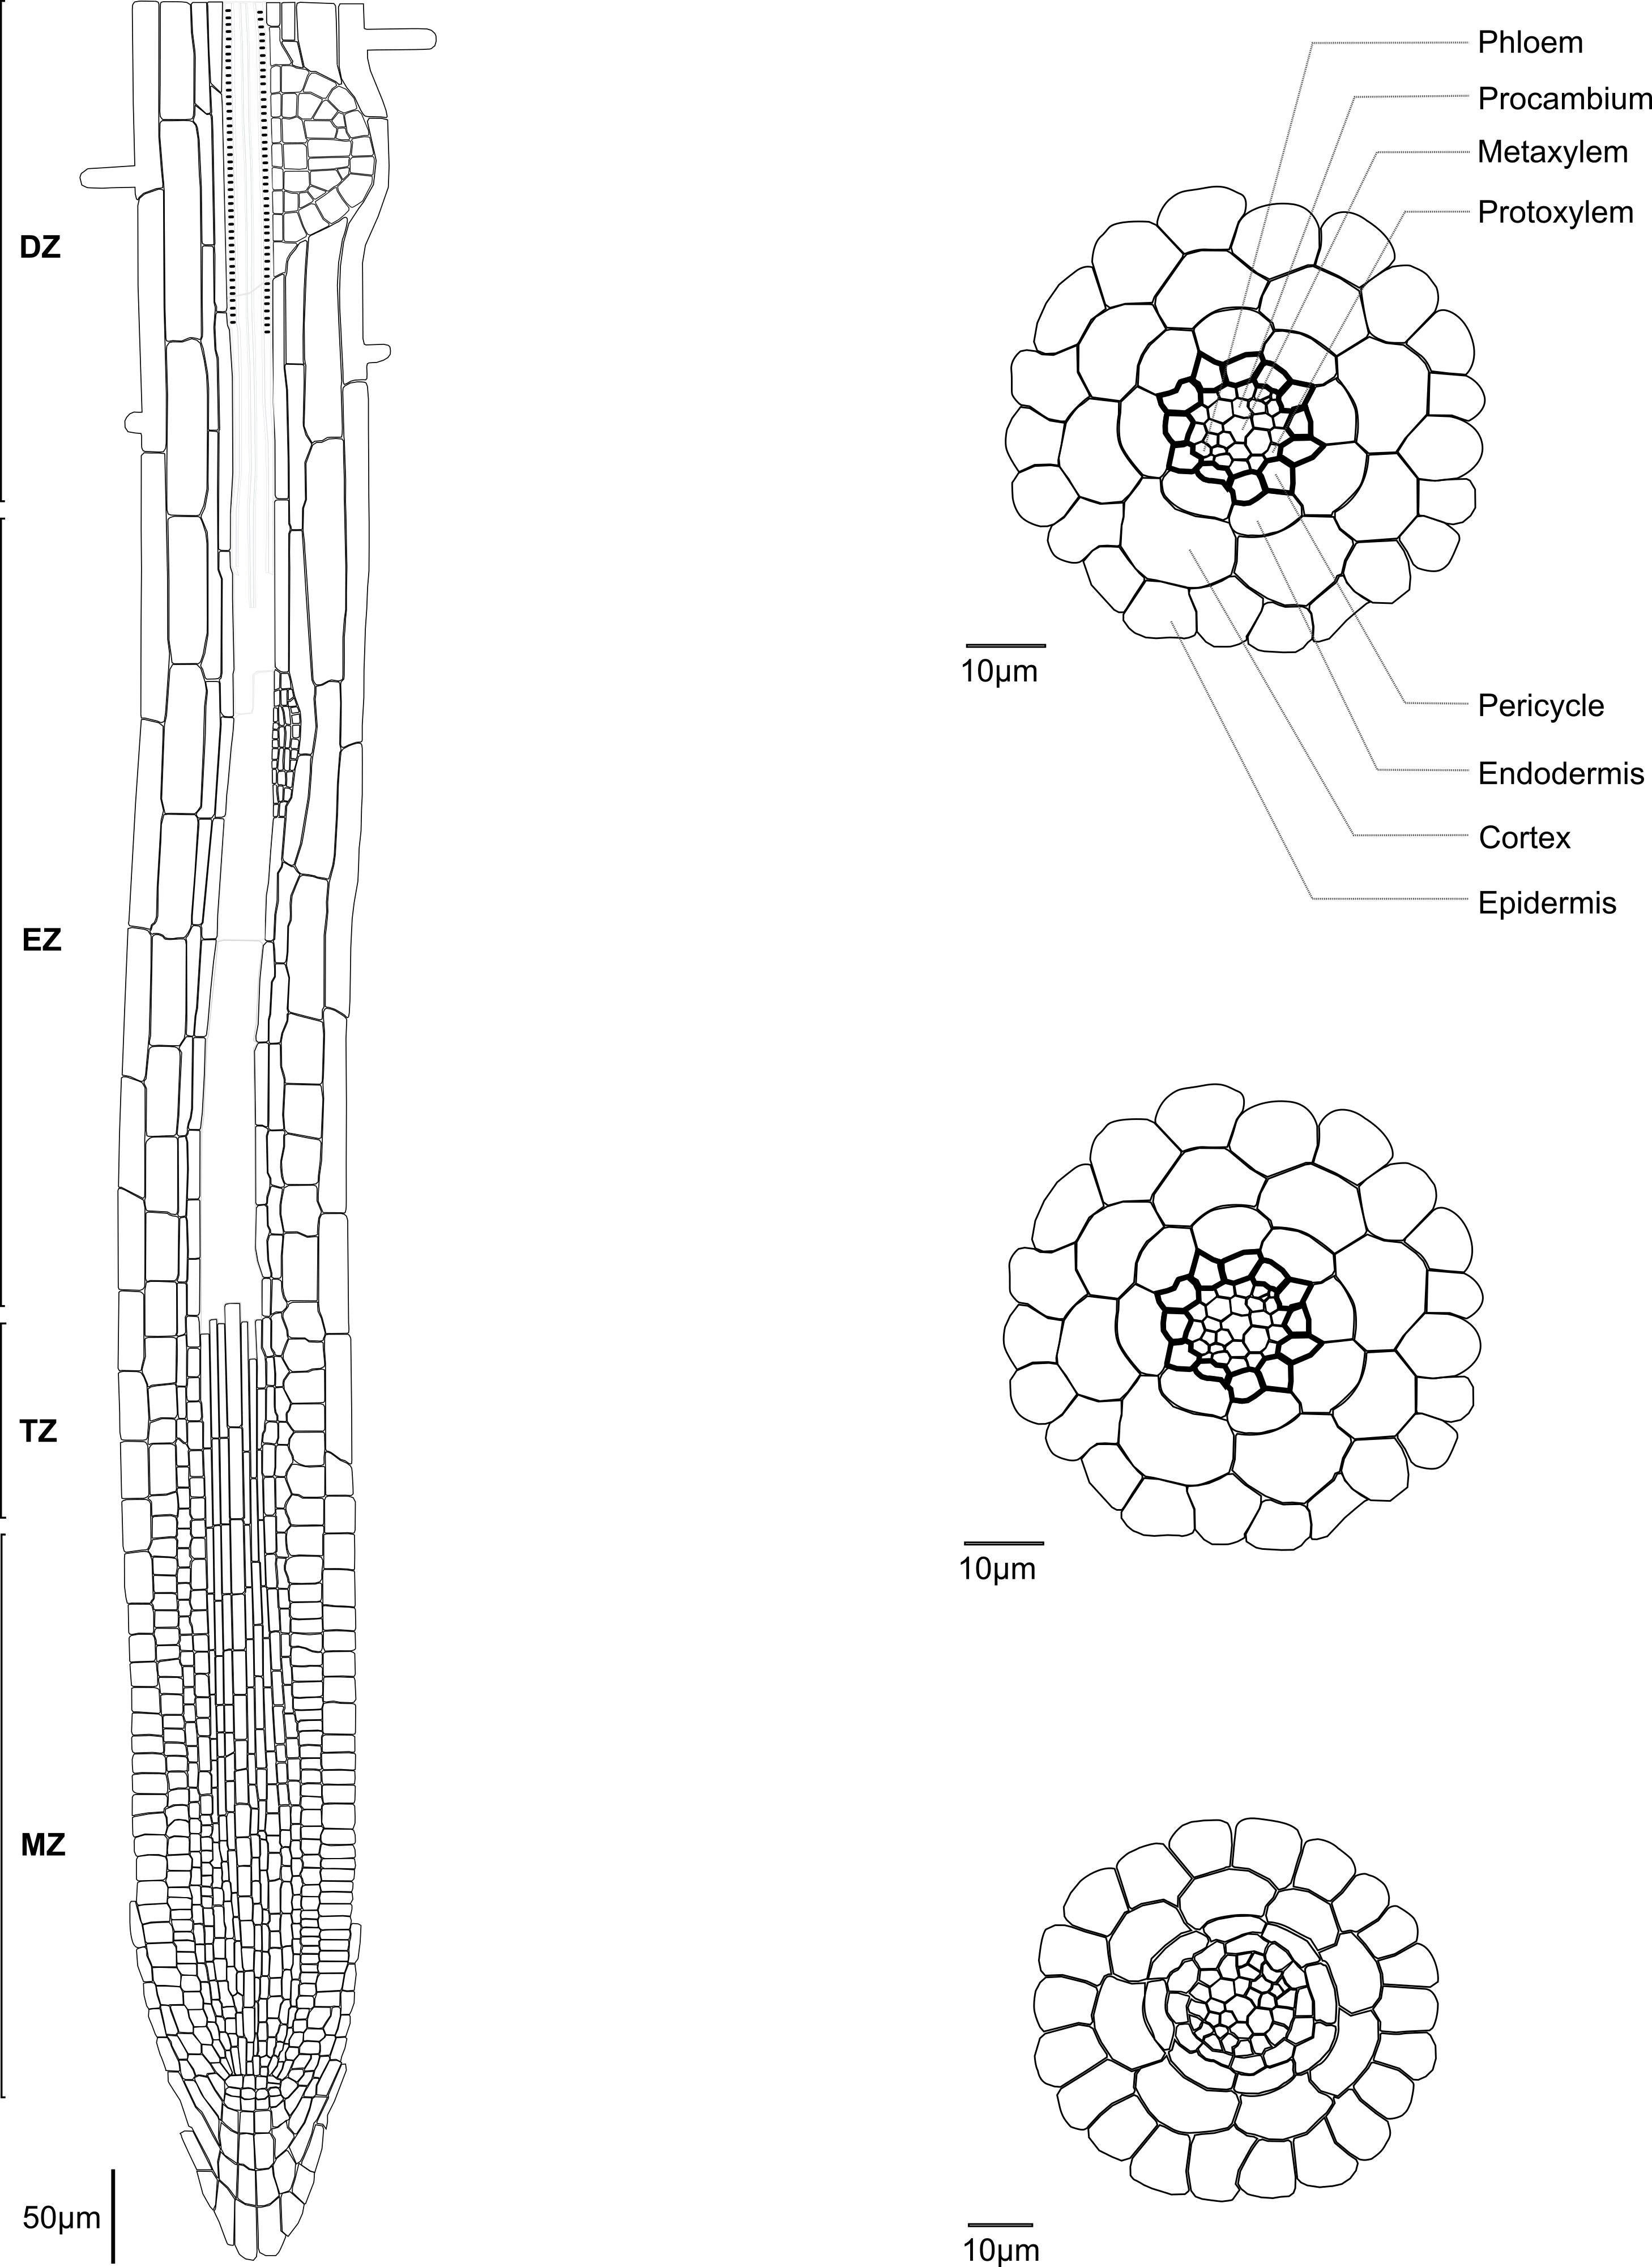 Phloem
Procambium
Metaxylem
Protoxylem
DZ
10µm
Pericycle
Endodermis
Cortex
Epidermis
EZ
TZ
10µm
MZ
50µm
10µm